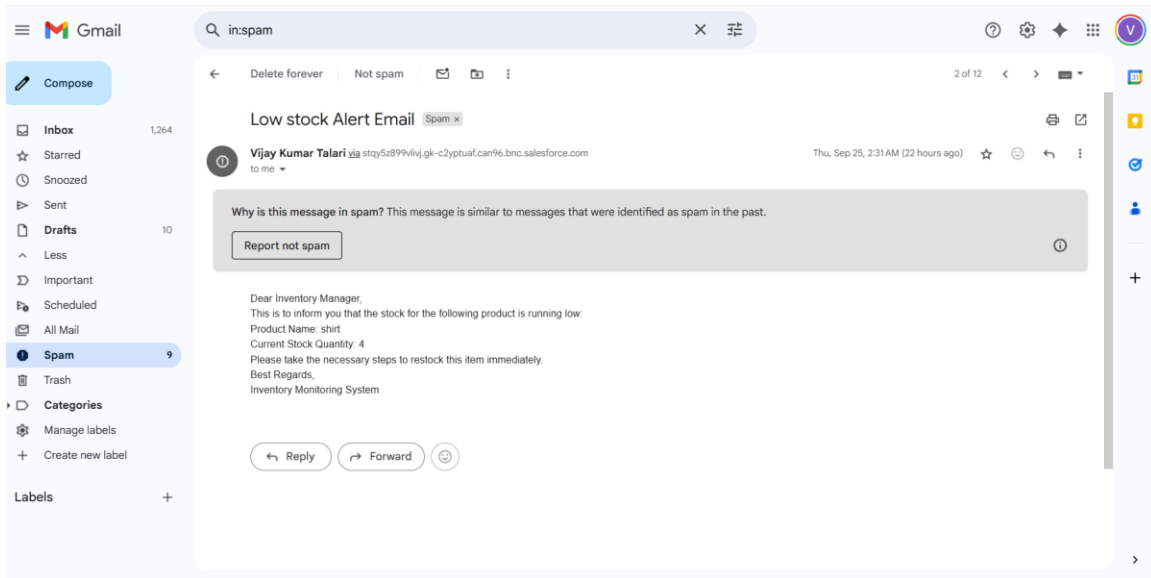 Gmail
in:spam
V
Compose
Delete forever
Not spam
2 of 12
31
Low stock Alert Email
Spam ×
Inbox 1,264
Starred
Snoozed
Sent
Drafts 10
Less
Important
Scheduled
All Mail
Spam 9
Trash
Categories
Manage labels
Create new label
Labels
Vijay Kumar Talari via stqy5z899vlivj.gk-c2yptuaf.can96.bnc.salesforce.com
Thu, Sep 25, 2:31 AM (22 hours ago)
to me
Why is this message in spam? This message is similar to messages that were identified as spam in the past.
Report not spam
Dear Inventory Manager,
This is to inform you that the stock for the following product is running low:
Product Name: shirt
Current Stock Quantity: 4
Please take the necessary steps to restock this item immediately.
Best Regards,
Inventory Monitoring System
Reply
Forward